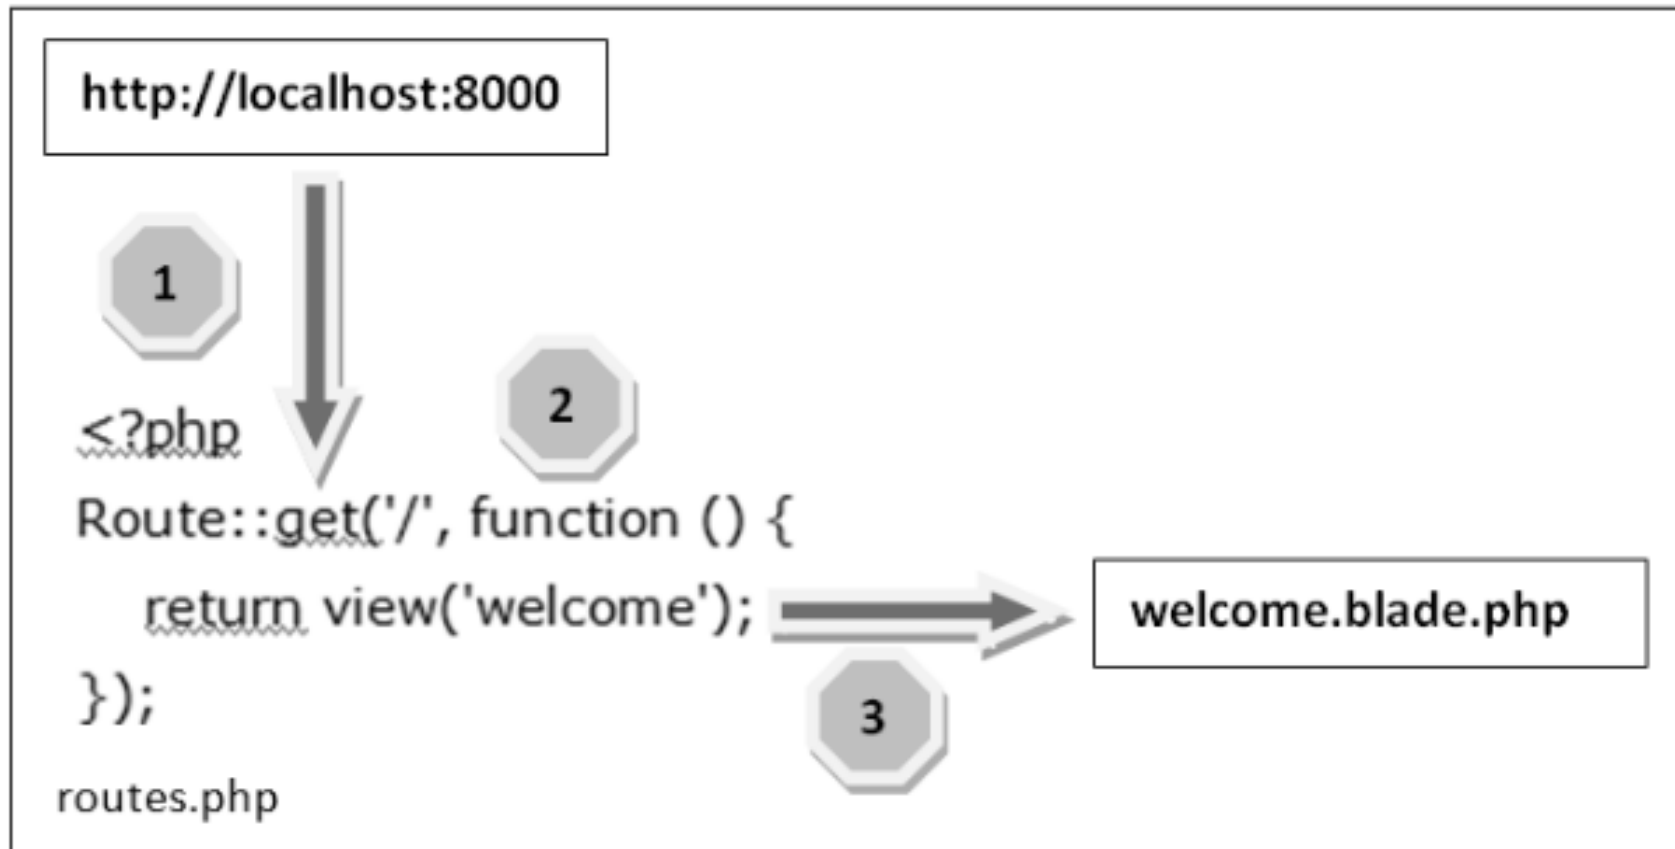 http://localhost:8000
1
2
<?php
Route::get('/', function () {
return view('welcome');
welcome.blade.php
});
3
routes.php